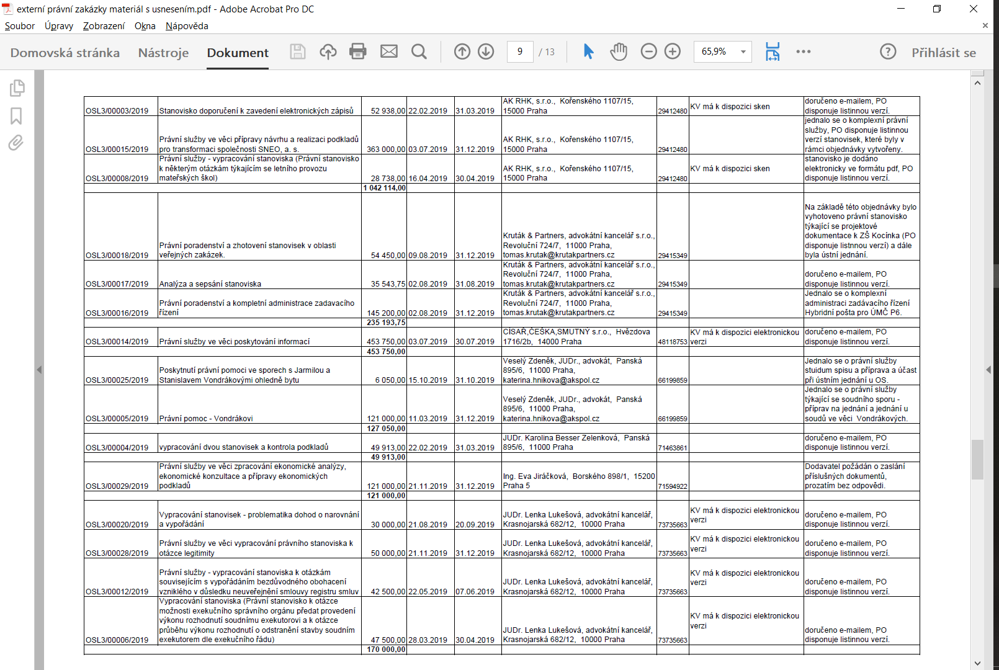 externí právní zakázky materiál s usnesením.pdf - Adobe Acrobat Pro DC
Soubor Úpravy Zobrazení Okna Nápověda
Domovská stránka Nástroje Dokument 9 / 13 65,9% Přihlásit se
OSL3/00003/2019 Stanovisko doporučení k zavedení elektronických zápisů 52 938,00 22.02.2019 31.03.2019 AK RHK, s.r.o., Kořenského 1107/15,
15000 Praha 29412480 KV má k dispozici sken doručeno e-mailem, PO
disponuje listinnou verzí.
OSL3/00015/2019 Právní služby ve věci přípravy návrhu a realizaci podkladů
pro transformaci společnosti SNEO, a. s. 363 000,00 03.07.2019 31.12.2019 AK RHK, s.r.o., Kořenského 1107/15,
15000 Praha 29412480 jednalo se o komplexní právní
služby, PO disponuje listinnou
verzí stanovisek, které byly v
rámci objednávky vytvořeny.
OSL3/00008/2019 Právní služby - vypracování stanoviska (Právní stanovisko
k některým otázkám týkajícím se letního provozu
mateřských škol) 28 738,00 16.04.2019 30.04.2019 AK RHK, s.r.o., Kořenského 1107/15,
15000 Praha 29412480 KV má k dispozici sken stanovisko je dodáno
elektronicky ve formátu pdf, PO
disponuje listinnou verzí.
1 042 114,00
OSL3/00018/2019 Právní poradenství a zhotovení stanovisek v oblasti
veřejných zakázek. 54 450,00 09.08.2019 31.12.2019 Kruták & Partners, advokátní kancelář s.r.o.,
Revoluční 724/7, 11000 Praha,
tomas.krutak@krutakpartners.cz 29415349 Na základě této objednávky bylo
vyhotoveno právní stanovisko
týkající se projektové
dokumentace k ZŠ Kocínka (PO
disponuje listnnou verzí) a dále
byla ústní jednání.
OSL3/00017/2019 Analýza a sepsání stanoviska 35 543,75 02.08.2019 31.08.2019 Kruták & Partners, advokátní kancelář s.r.o.,
Revoluční 724/7, 11000 Praha,
tomas.krutak@krutakpartners.cz 29415349 doručeno e-mailem, PO
disponuje listinnou verzí.
OSL3/00016/2019 Právní poradenství a kompletní administrace zadavacího
řízení 145 200,00 02.08.2019 31.12.2019 Kruták & Partners, advokátní kancelář s.r.o.,
Revoluční 724/7, 11000 Praha,
tomas.krutak@krutakpartners.cz 29415349 Jednalo se o komplexní
administraci zadávacího řízení
Hybridní pošta pro ÚMČ P6.
235 193,75
OSL3/00014/2019 Právní služby ve věci poskytování informací 453 750,00 03.07.2019 30.07.2019 CÍSAŘ,ČEŠKA,SMUTNÝ s.r.o., Hvězdova
1716/2b, 14000 Praha 48118753 KV má k dispozici elektronickou
verzi doručeno e-mailem, PO
disponuje listinnou verzí.
453 750,00
OSL3/00025/2019 Poskytnutí právní pomoci ve sporech s Jarmilou a
Stanislavem Vondrákovými ohledně bytu 6 050,00 15.10.2019 31.10.2019 Veselý Zdeněk, JUDr., advokát, Panská
895/6, 11000 Praha,
katerina.hnikova@akspol.cz 66199859 Jednalo se o právní služby
stuidum spisu a příprava a účast
při ústním jednání u OS.
OSL3/00005/2019 Právní pomoc - Vondrákovi 121 000,00 11.03.2019 31.12.2019 Veselý Zdeněk, JUDr., advokát, Panská
895/6, 11000 Praha,
katerina.hnikova@akspol.cz 66199859 Jednalo se o právní služby
týkající se soudního sporu -
příprav na jednání a jednání u
soudů ve věci Vondrákových.
127 050,00
OSL3/00004/2019 vypracování dvou stanovisek a kontrola podkladů 49 913,00 22.02.2019 31.03.2019 JUDr. Karolina Besser Zelenková, Panská
895/6, 11000 Praha 71463861 doručeno e-mailem, PO
disponuje listinnou verzí.
49 913,00
OSL3/00029/2019 Právní služby ve věci zpracování ekonomické analýzy,
ekonomické konzultace a přípravy ekonomických
podkladů 121 000,00 21.11.2019 31.12.2019 Ing. Eva Jiráčková, Borského 898/1, 15200
Praha 5 71594922 Dodavatel požádán o zaslání
příslušných dokumentů,
prozatím bez odpovědi.
121 000,00
OSL3/00020/2019 Vypracování stanovisek - problematika dohod o narovnání
a vypořádání 30 000,00 21.08.2019 20.09.2019 JUDr. Lenka Lukešová, advokátní kancelář,
Krasnojarská 682/12, 10000 Praha 73735663 KV má k dispozici elektronickou
verzi doručeno e-mailem, PO
disponuje listinnou verzí.
OSL3/00028/2019 Právní služby ve věci vypracování právního stanoviska k
otázce legitimity 50 000,00 21.11.2019 31.12.2019 JUDr. Lenka Lukešová, advokátní kancelář,
Krasnojarská 682/12, 10000 Praha 73735663 KV má k dispozici elektronickou
verzi doručeno e-mailem, PO
disponuje listinnou verzí.
OSL3/00012/2019 Právní služby - vypracování stanoviska k otázkám
souvisejícím s vypořádáním bezdůvodného obohacení
vzniklého v důsledku neuveřejnění smlouvy registru smluv 42 500,00 22.05.2019 07.06.2019 JUDr. Lenka Lukešová, advokátní kancelář,
Krasnojarská 682/12, 10000 Praha 73735663 KV má k dispozici elektronickou
verzi doručeno e-mailem, PO
disponuje listinnou verzí.
OSL3/00006/2019 Vypracování stanoviska (Právní stanovisko k otázce
možnosti exekučního správního orgánu předat provedení
výkonu rozhodnutí soudnímu exekutorovi a k otázce
průběhu výkonu rozhodnutí o odstranění stavby soudním
exekutorem dle exekučního řádu) 47 500,00 28.03.2019 30.04.2019 JUDr. Lenka Lukešová, advokátní kancelář,
Krasnojarská 682/12, 10000 Praha 73735663 KV má k dispozici elektronickou
verzi doručeno e-mailem, PO
disponuje listinnou verzí.
170 000,00